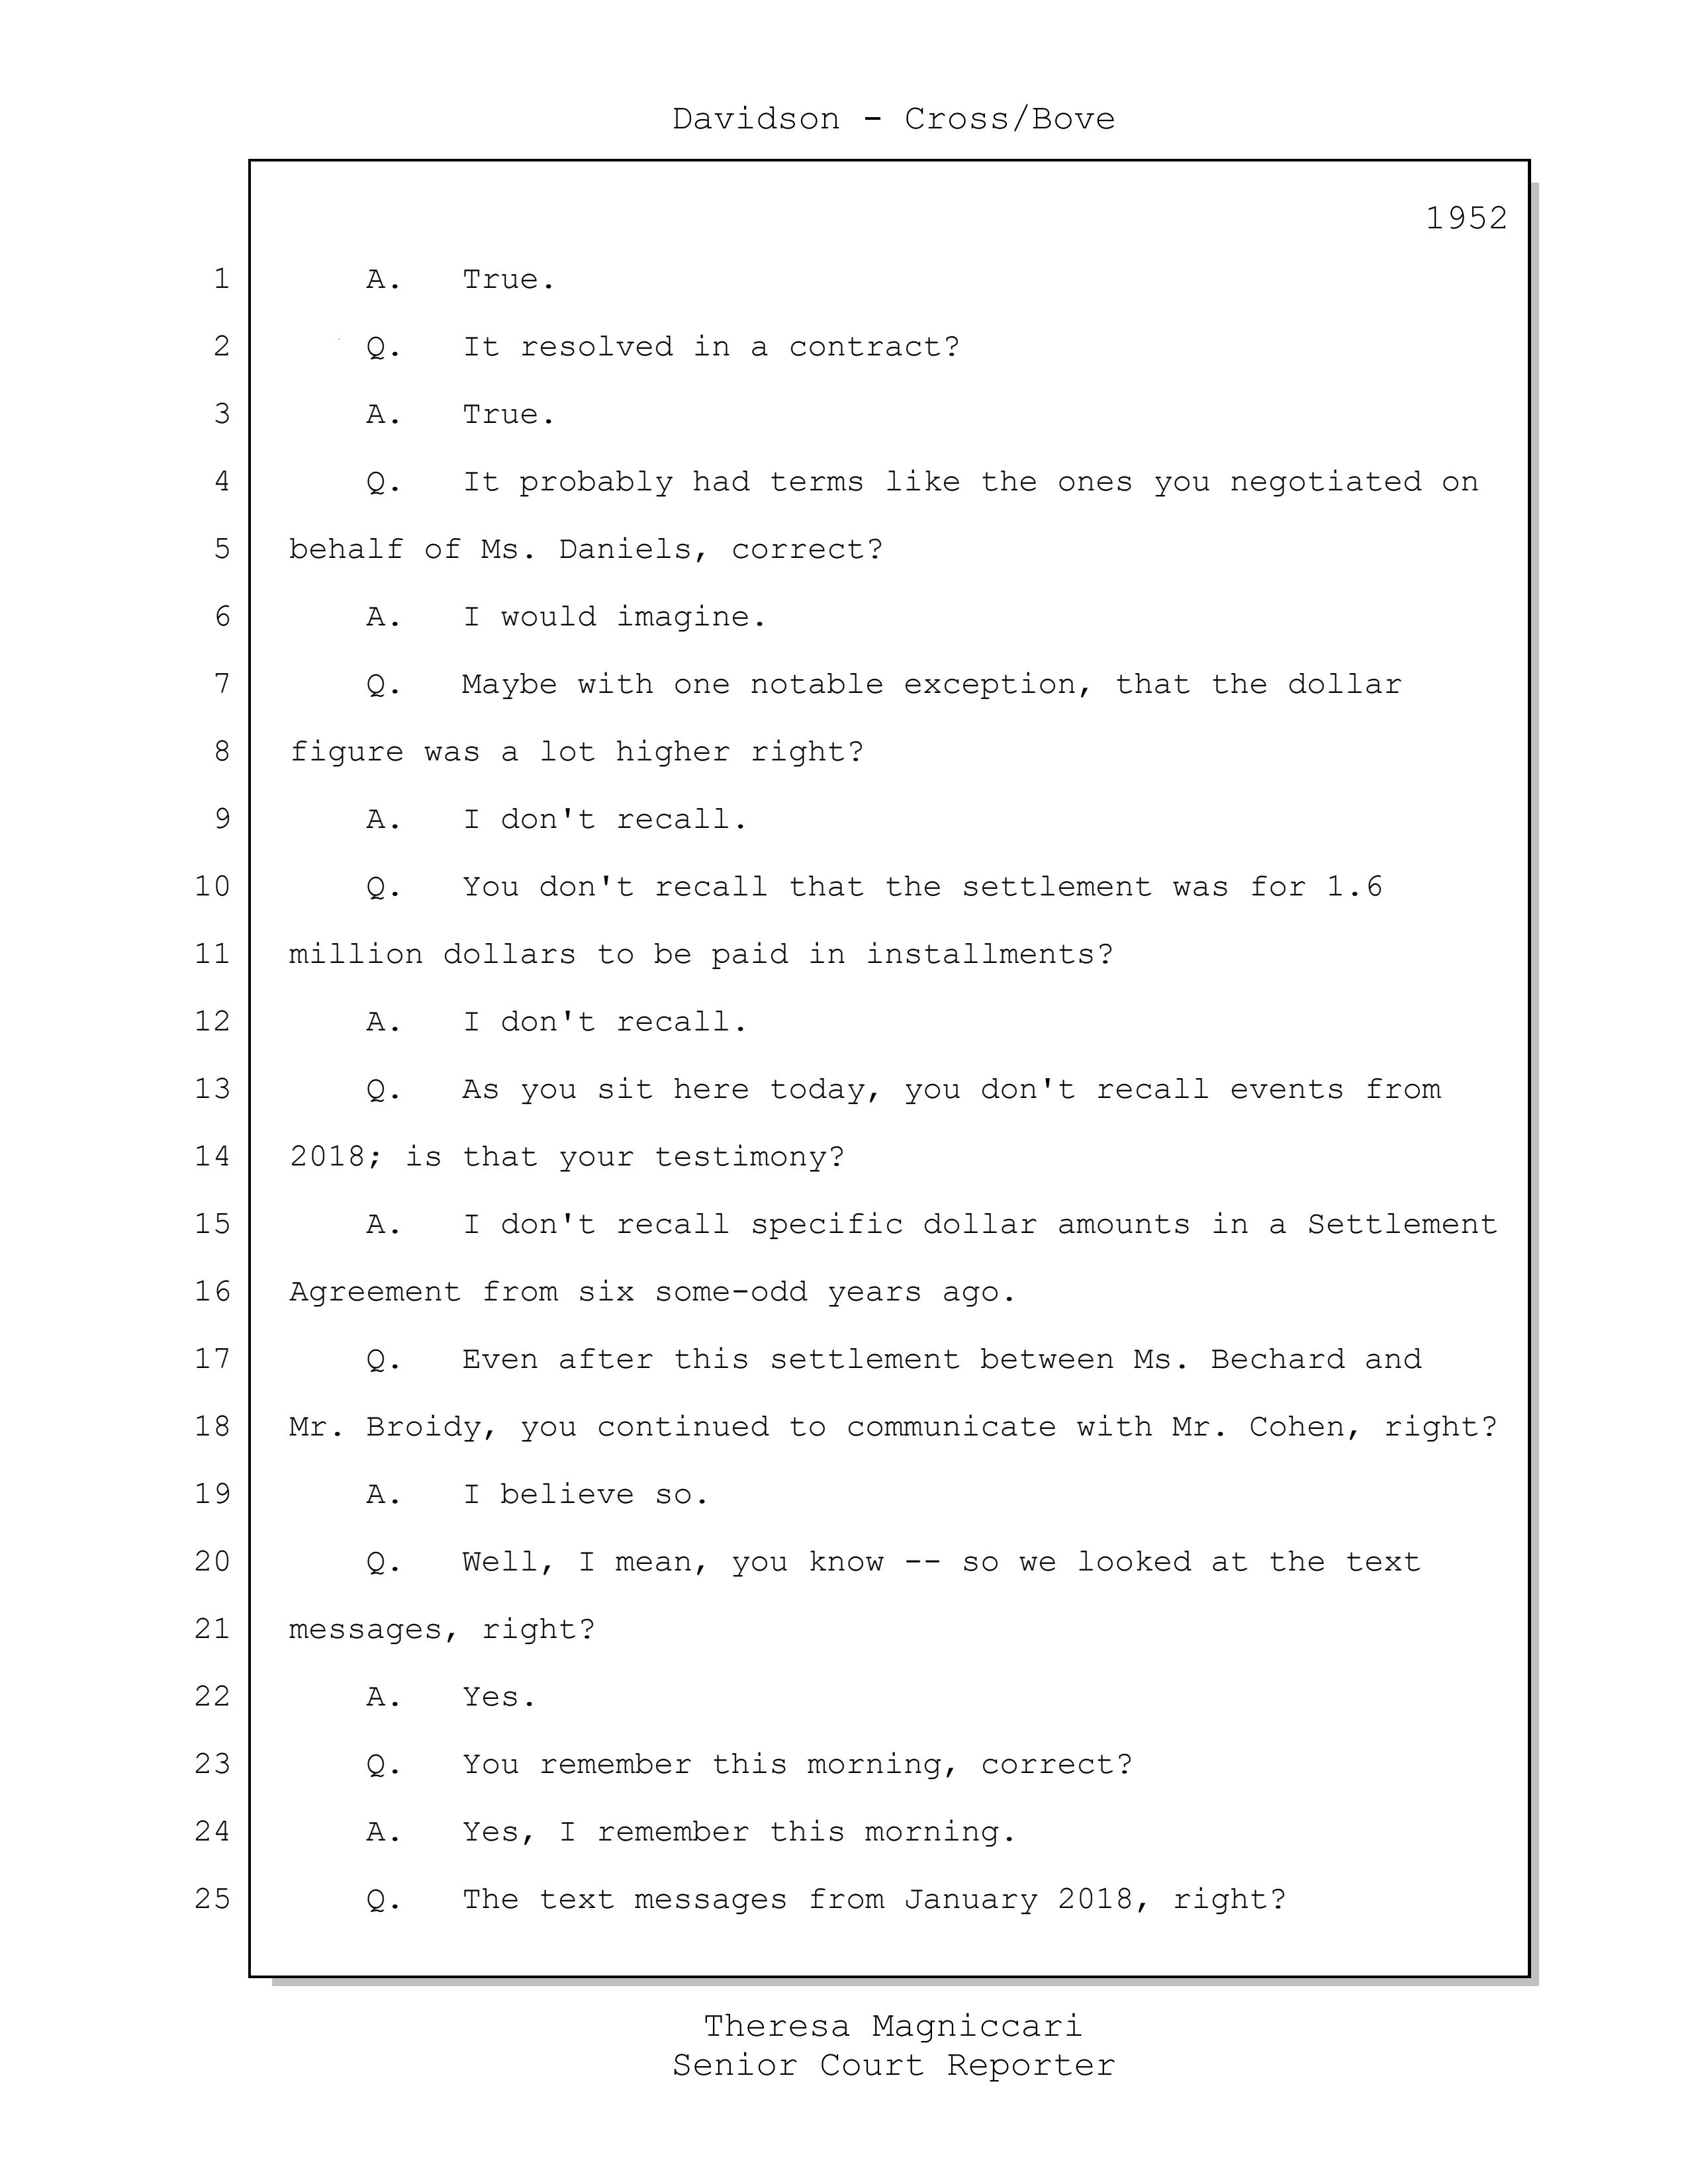 Davidson - Cross/Bove
1952
1 A. True.
2 Q. It resolved in a contract?
3 A. True.
4 Q. It probably had terms like the ones you negotiated on
5 behalf of Ms. Daniels, correct?
6 A. I would imagine.
7 Q. Maybe with one notable exception, that the dollar
8 figure was a lot higher right?
9 A. I don't recall.
10 Q. You don't recall that the settlement was for 1.6
11 million dollars to be paid in installments?
12 A. I don't recall.
13 Q. As you sit here today, you don't recall events from
14 2018; is that your testimony?
15 A. I don't recall specific dollar amounts in a Settlement
16 Agreement from six some-odd years ago.
17 Q. Even after this settlement between Ms. Bechard and
18 Mr. Broidy, you continued to communicate with Mr. Cohen, right?
19 A. I believe so.
20 Q. Well, I mean, you know -- so we looked at the text
21 messages, right?
22 A. Yes.
23 Q. You remember this morning, correct?
24 A. Yes, I remember this morning.
25 Q. The text messages from January 2018, right?
Theresa Magniccari
Senior Court Reporter